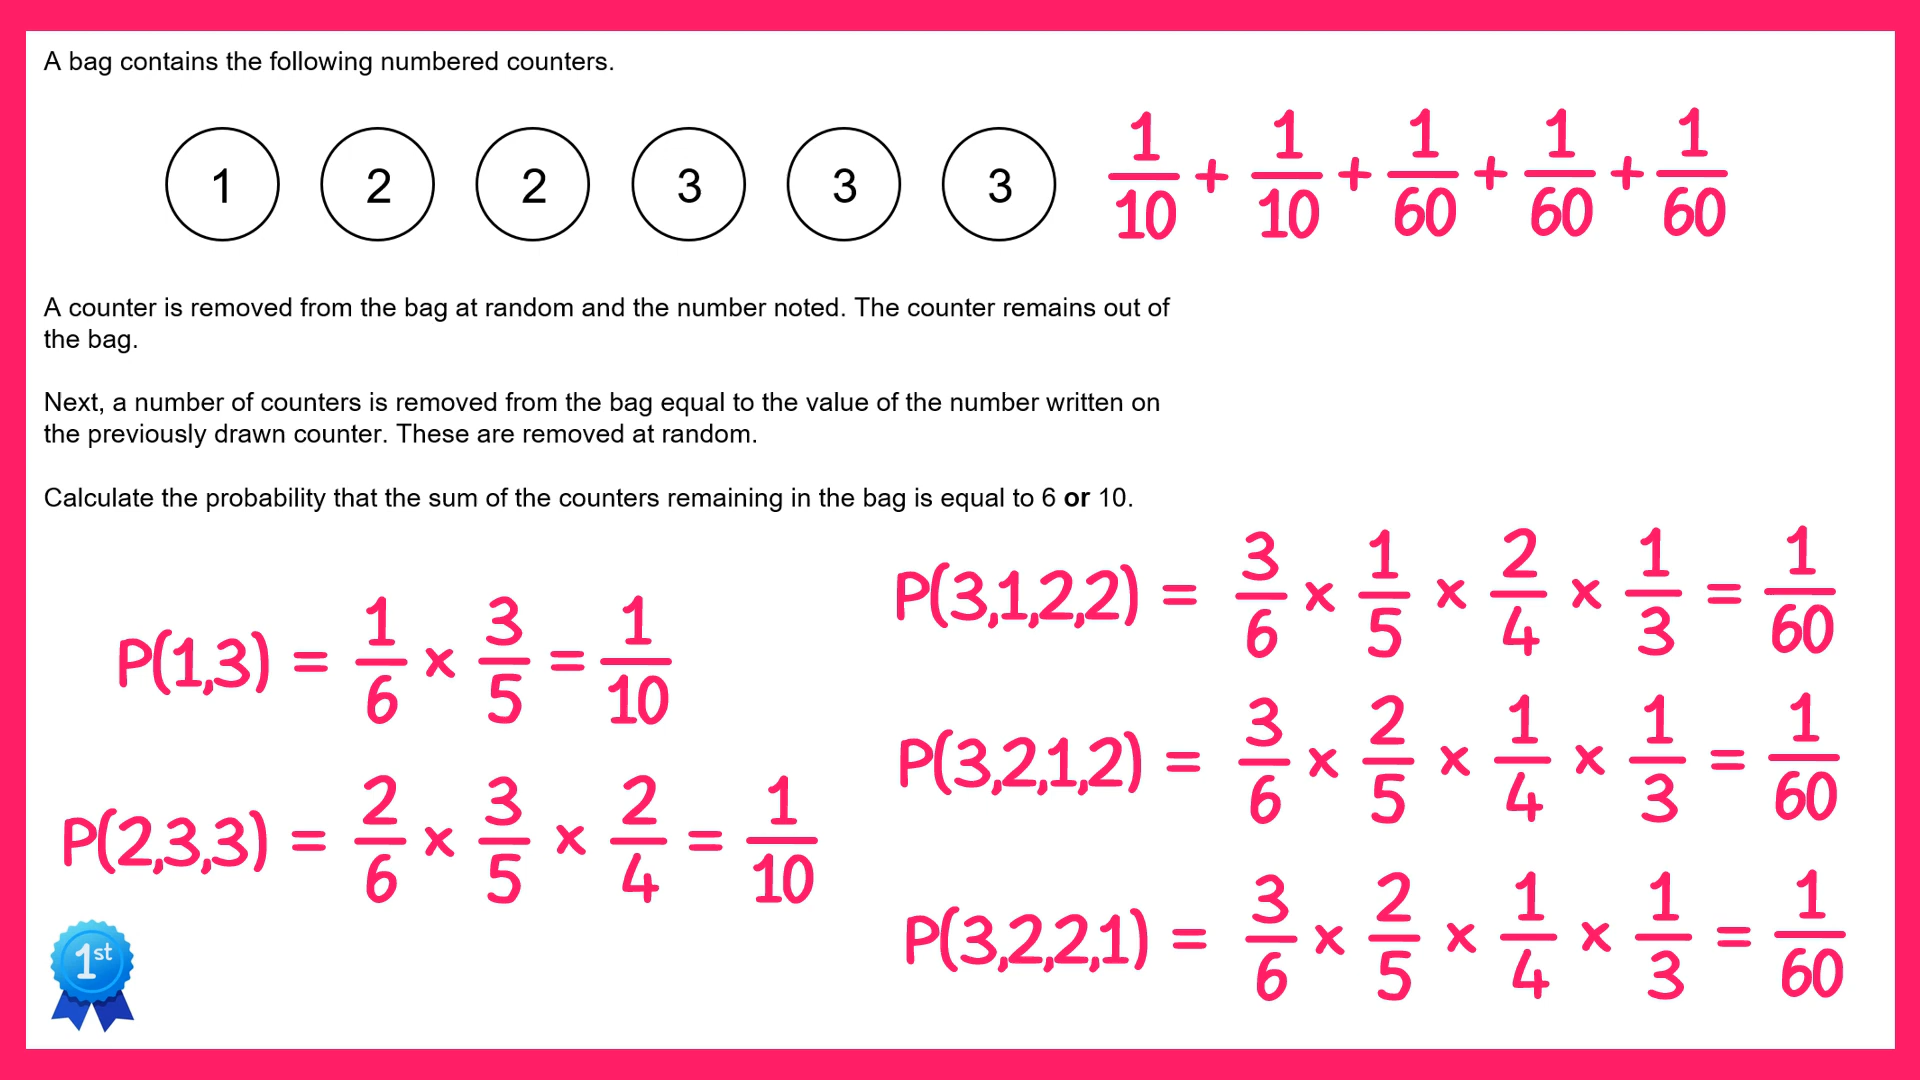 A bag contains the following numbered counters.
1 2 2 3 3 3
1/10 + 1/10 + 1/60 + 1/60 + 1/60
A counter is removed from the bag at random and the number noted. The counter remains out of
the bag.
Next, a number of counters is removed from the bag equal to the value of the number written on
the previously drawn counter. These are removed at random.
Calculate the probability that the sum of the counters remaining in the bag is equal to 6 or 10.
P(1,3) = 1/6 × 3/5 = 1/10
P(2,3,3) = 2/6 × 3/5 × 2/4 = 1/10
P(3,1,2,2) = 3/6 × 1/5 × 2/4 × 1/3 = 1/60
P(3,2,1,2) = 3/6 × 2/5 × 1/4 × 1/3 = 1/60
P(3,2,2,1) = 3/6 × 2/5 × 1/4 × 1/3 = 1/60
1st